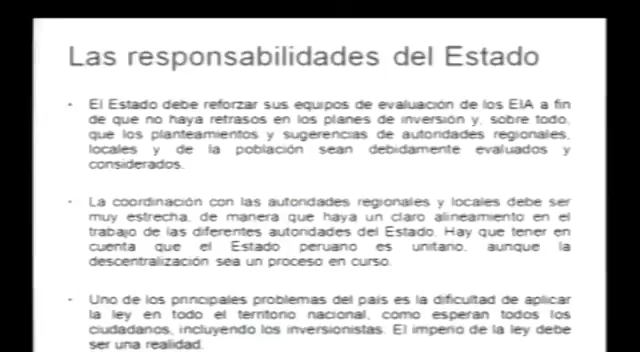 Las responsabilidades del Estado
• El Estado debe reforzar sus equipos de evaluación de los EIA a fin
de que no haya retrasos en los planes de inversión y, sobre todo,
que los planteamientos y sugerencias de autoridades regionales,
locales y de la población sean debidamente evaluados y
considerados.
• La coordinación con las autoridades regionales y locales debe ser
muy estrecha, de manera que haya un claro alineamiento en el
trabajo de las diferentes autoridades del Estado. Hay que tener en
cuenta que el Estado peruano es unitario, aunque la
descentralización sea un proceso en curso.
• Uno de los principales problemas del país es la dificultad de aplicar
la ley en todo el territorio nacional, como esperan todos los
ciudadanos, incluyendo los inversionistas. El imperio de la ley debe
ser una realidad.